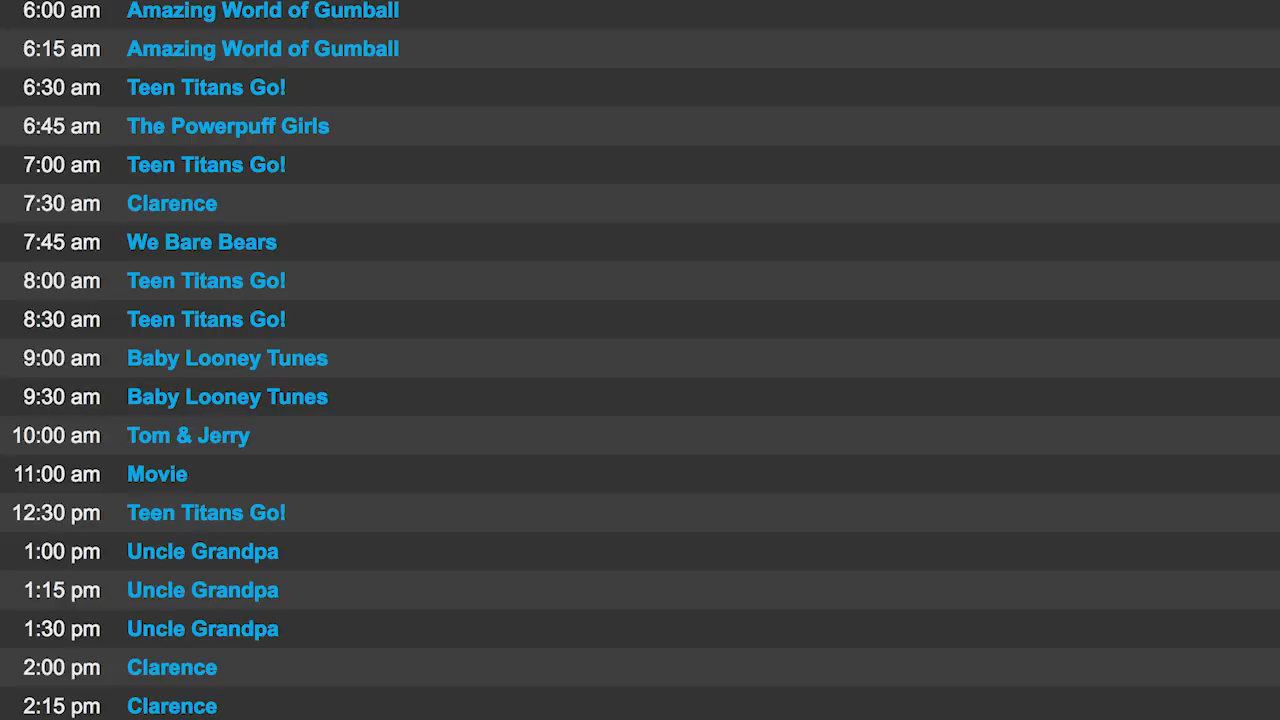 6:00 am Amazing World of Gumball
6:15 am Amazing World of Gumball
6:30 am Teen Titans Go!
6:45 am The Powerpuff Girls
7:00 am Teen Titans Go!
7:30 am Clarence
7:45 am We Bare Bears
8:00 am Teen Titans Go!
8:30 am Teen Titans Go!
9:00 am Baby Looney Tunes
9:30 am Baby Looney Tunes
10:00 am Tom & Jerry
11:00 am Movie
12:30 pm Teen Titans Go!
1:00 pm Uncle Grandpa
1:15 pm Uncle Grandpa
1:30 pm Uncle Grandpa
2:00 pm Clarence
2:15 pm Clarence